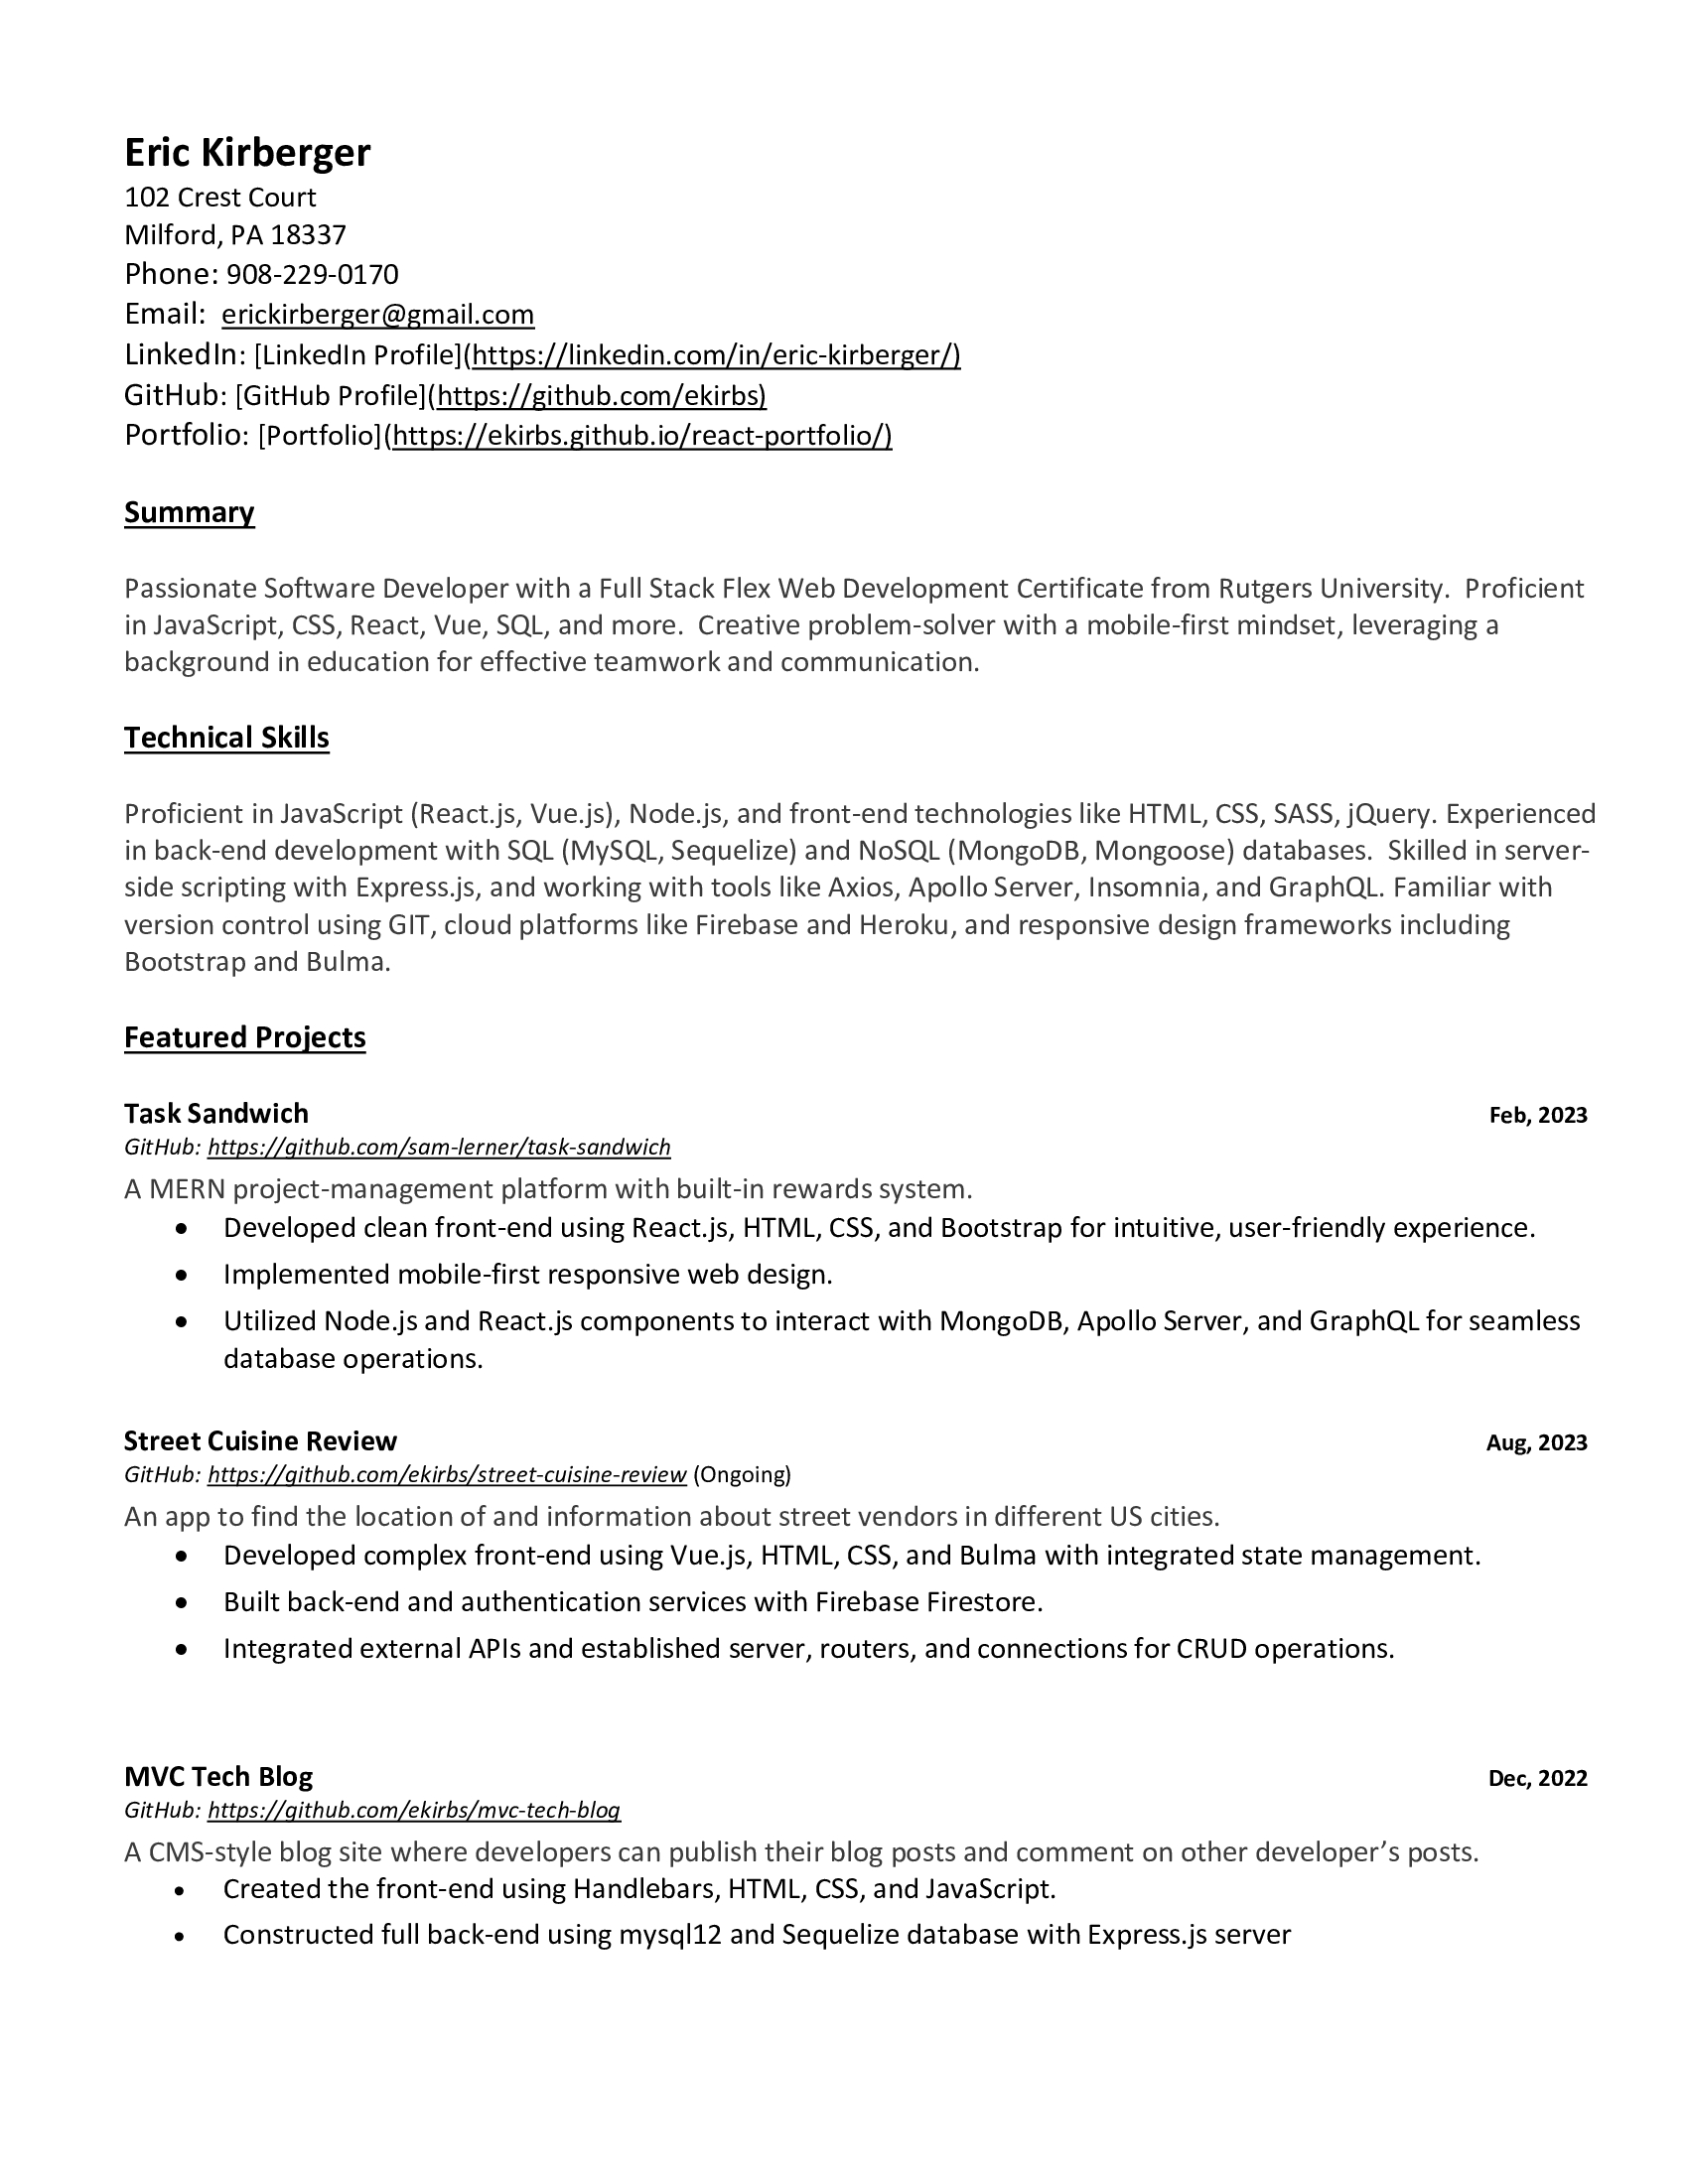 Eric Kirberger
102 Crest Court
Milford, PA 18337
Phone: 908-229-0170
Email:  erickirberger@gmail.com
LinkedIn: [LinkedIn Profile](https://linkedin.com/in/eric-kirberger/)
GitHub: [GitHub Profile](https://github.com/ekirbs)
Portfolio: [Portfolio](https://ekirbs.github.io/react-portfolio/)
Summary
Passionate Software Developer with a Full Stack Flex Web Development Certificate from Rutgers University.  Proficient
in JavaScript, CSS, React, Vue, SQL, and more.  Creative problem-solver with a mobile-first mindset, leveraging a
background in education for effective teamwork and communication.
Technical Skills
Proficient in JavaScript (React.js, Vue.js), Node.js, and front-end technologies like HTML, CSS, SASS, jQuery. Experienced
in back-end development with SQL (MySQL, Sequelize) and NoSQL (MongoDB, Mongoose) databases.  Skilled in server-
side scripting with Express.js, and working with tools like Axios, Apollo Server, Insomnia, and GraphQL. Familiar with
version control using GIT, cloud platforms like Firebase and Heroku, and responsive design frameworks including
Bootstrap and Bulma.
Featured Projects
Task Sandwich Feb, 2023
GitHub: https://github.com/sam-lerner/task-sandwich
A MERN project-management platform with built-in rewards system.
• Developed clean front-end using React.js, HTML, CSS, and Bootstrap for intuitive, user-friendly experience.
• Implemented mobile-first responsive web design.
• Utilized Node.js and React.js components to interact with MongoDB, Apollo Server, and GraphQL for seamless
database operations.
Street Cuisine Review Aug, 2023
GitHub: https://github.com/ekirbs/street-cuisine-review (Ongoing)
An app to find the location of and information about street vendors in different US cities.
• Developed complex front-end using Vue.js, HTML, CSS, and Bulma with integrated state management.
• Built back-end and authentication services with Firebase Firestore.
• Integrated external APIs and established server, routers, and connections for CRUD operations.
MVC Tech Blog Dec, 2022
GitHub: https://github.com/ekirbs/mvc-tech-blog
A CMS-style blog site where developers can publish their blog posts and comment on other developer’s posts.
• Created the front-end using Handlebars, HTML, CSS, and JavaScript.
• Constructed full back-end using mysql12 and Sequelize database with Express.js server